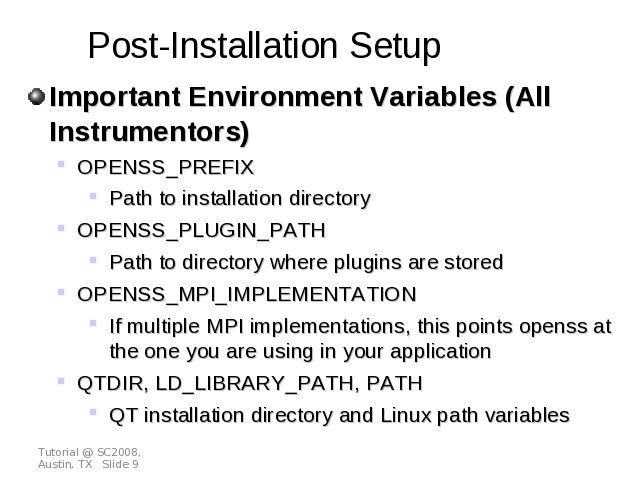 Post-Installation Setup
Important Environment Variables (All
Instrumentors)
OPENSS_PREFIX
Path to installation directory
OPENSS_PLUGIN_PATH
Path to directory where plugins are stored
OPENSS_MPI_IMPLEMENTATION
If multiple MPI implementations, this points openss at
the one you are using in your application
QTDIR, LD_LIBRARY_PATH, PATH
QT installation directory and Linux path variables
Tutorial @ SC2008,
Austin, TX   Slide 9